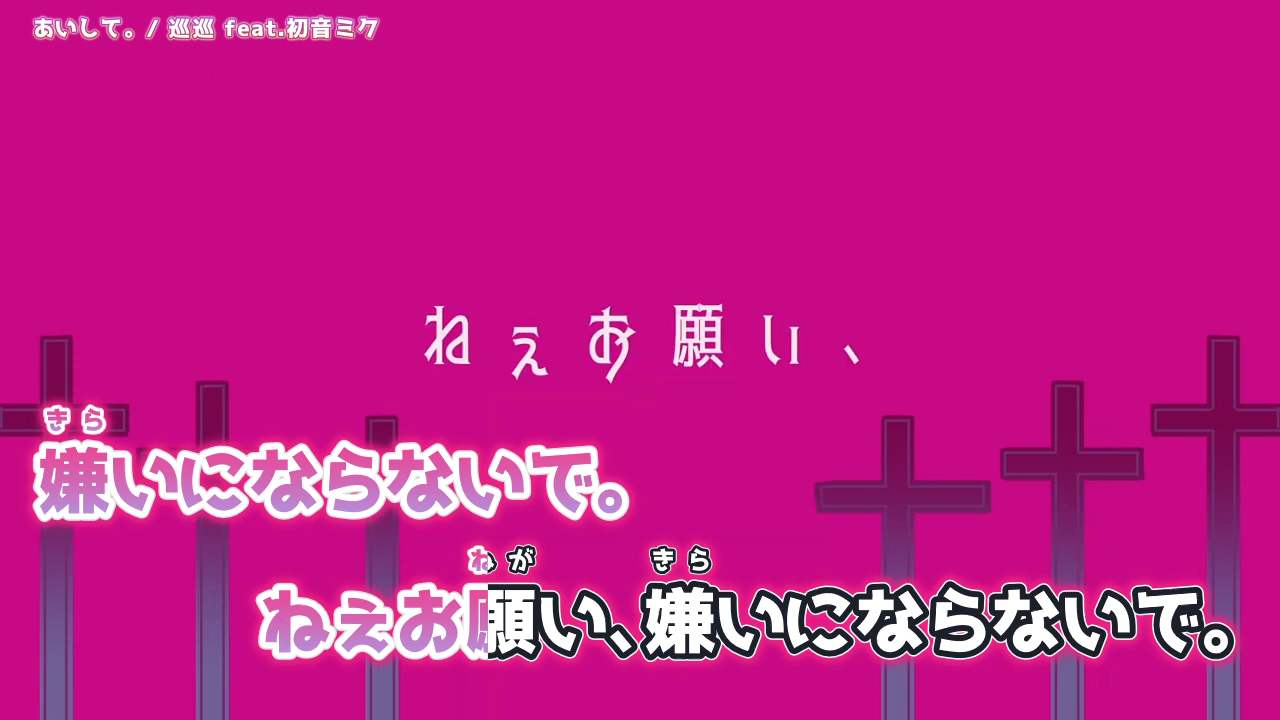 あいして。/ 巡巡 feat.初音ミク
ねぇお願い、
きら
嫌いにならないで。
ねが きら
ねぇお願い、嫌いにならないで。